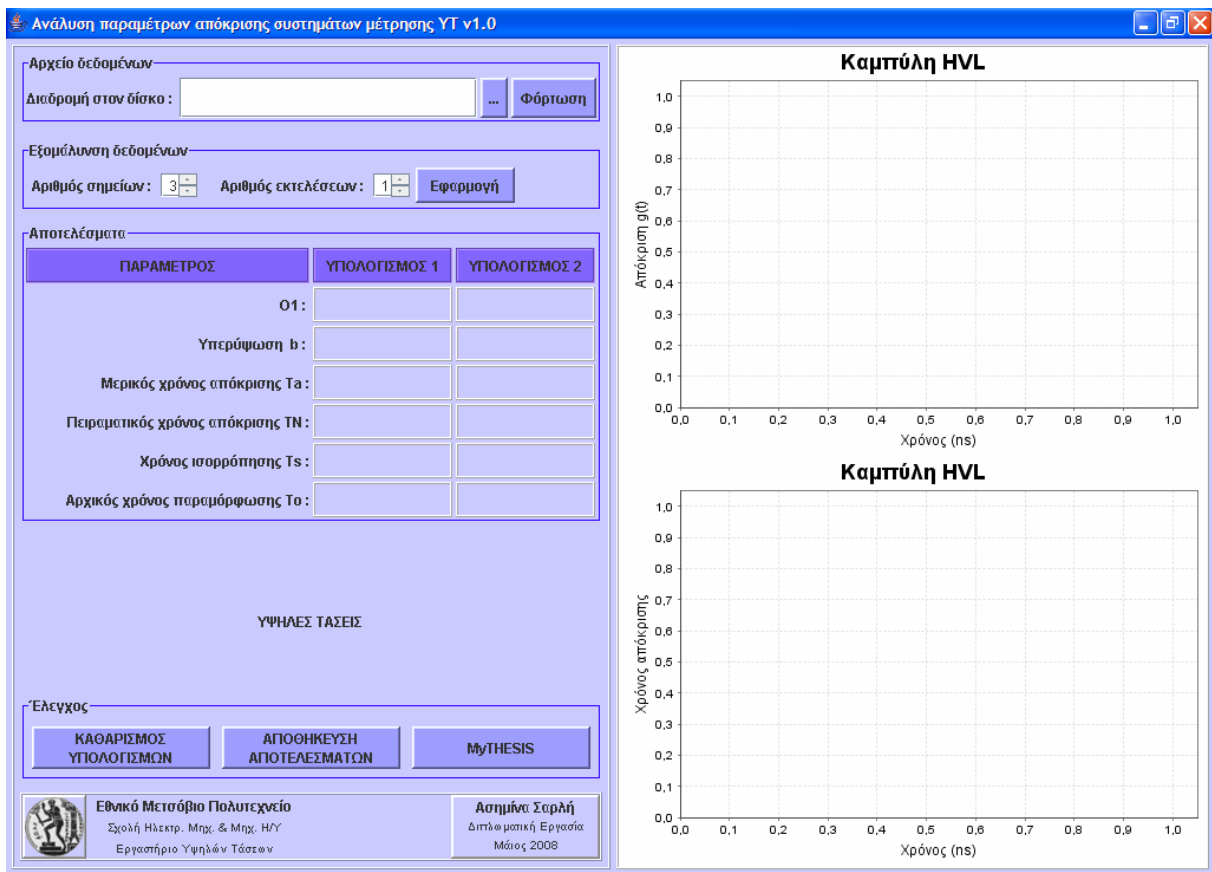 Ανάλυση παραμέτρων απόκρισης συστημάτων μέτρησης ΥΤ v1.0
Αρχείο δεδομένων
Διαδρομή στον δίσκο :
...
Φόρτωση
Εξομάλυνση δεδομένων
Αριθμός σημείων : 3 Αριθμός εκτελέσεων : 1 Εφαρμογή
Αποτελέσματα
ΠΑΡΑΜΕΤΡΟΣ ΥΠΟΛΟΓΙΣΜΟΣ 1 ΥΠΟΛΟΓΙΣΜΟΣ 2
O1 :
Υπερύψωση b :
Μερικός χρόνος απόκρισης Ta :
Πειραματικός χρόνος απόκρισης TN :
Χρόνος ισορρόπησης Ts :
Αρχικός χρόνος παραμόρφωσης To :
ΥΨΗΛΕΣ ΤΑΣΕΙΣ
Έλεγχος
ΚΑΘΑΡΙΣΜΟΣ
ΥΠΟΛΟΓΙΣΜΩΝ
ΑΠΟΘΗΚΕΥΣΗ
ΑΠΟΤΕΛΕΣΜΑΤΩΝ
MyTHESIS
Εθνικό Μετσόβιο Πολυτεχνείο
Σχολή Ηλεκτρ. Μηχ. & Μηχ. Η/Υ
Εργαστήριο Υψηλών Τάσεων
Ασημίνα Σαρλή
Διπλωματική Εργασία
Μάιος 2008
Καμπύλη HVL
Απόκριση g(t)
1,0
0,9
0,8
0,7
0,6
0,5
0,4
0,3
0,2
0,1
0,0
0,0 0,1 0,2 0,3 0,4 0,5 0,6 0,7 0,8 0,9 1,0
Χρόνος (ns)
Καμπύλη HVL
Χρόνος απόκρισης
1,0
0,9
0,8
0,7
0,6
0,5
0,4
0,3
0,2
0,1
0,0
0,0 0,1 0,2 0,3 0,4 0,5 0,6 0,7 0,8 0,9 1,0
Χρόνος (ns)